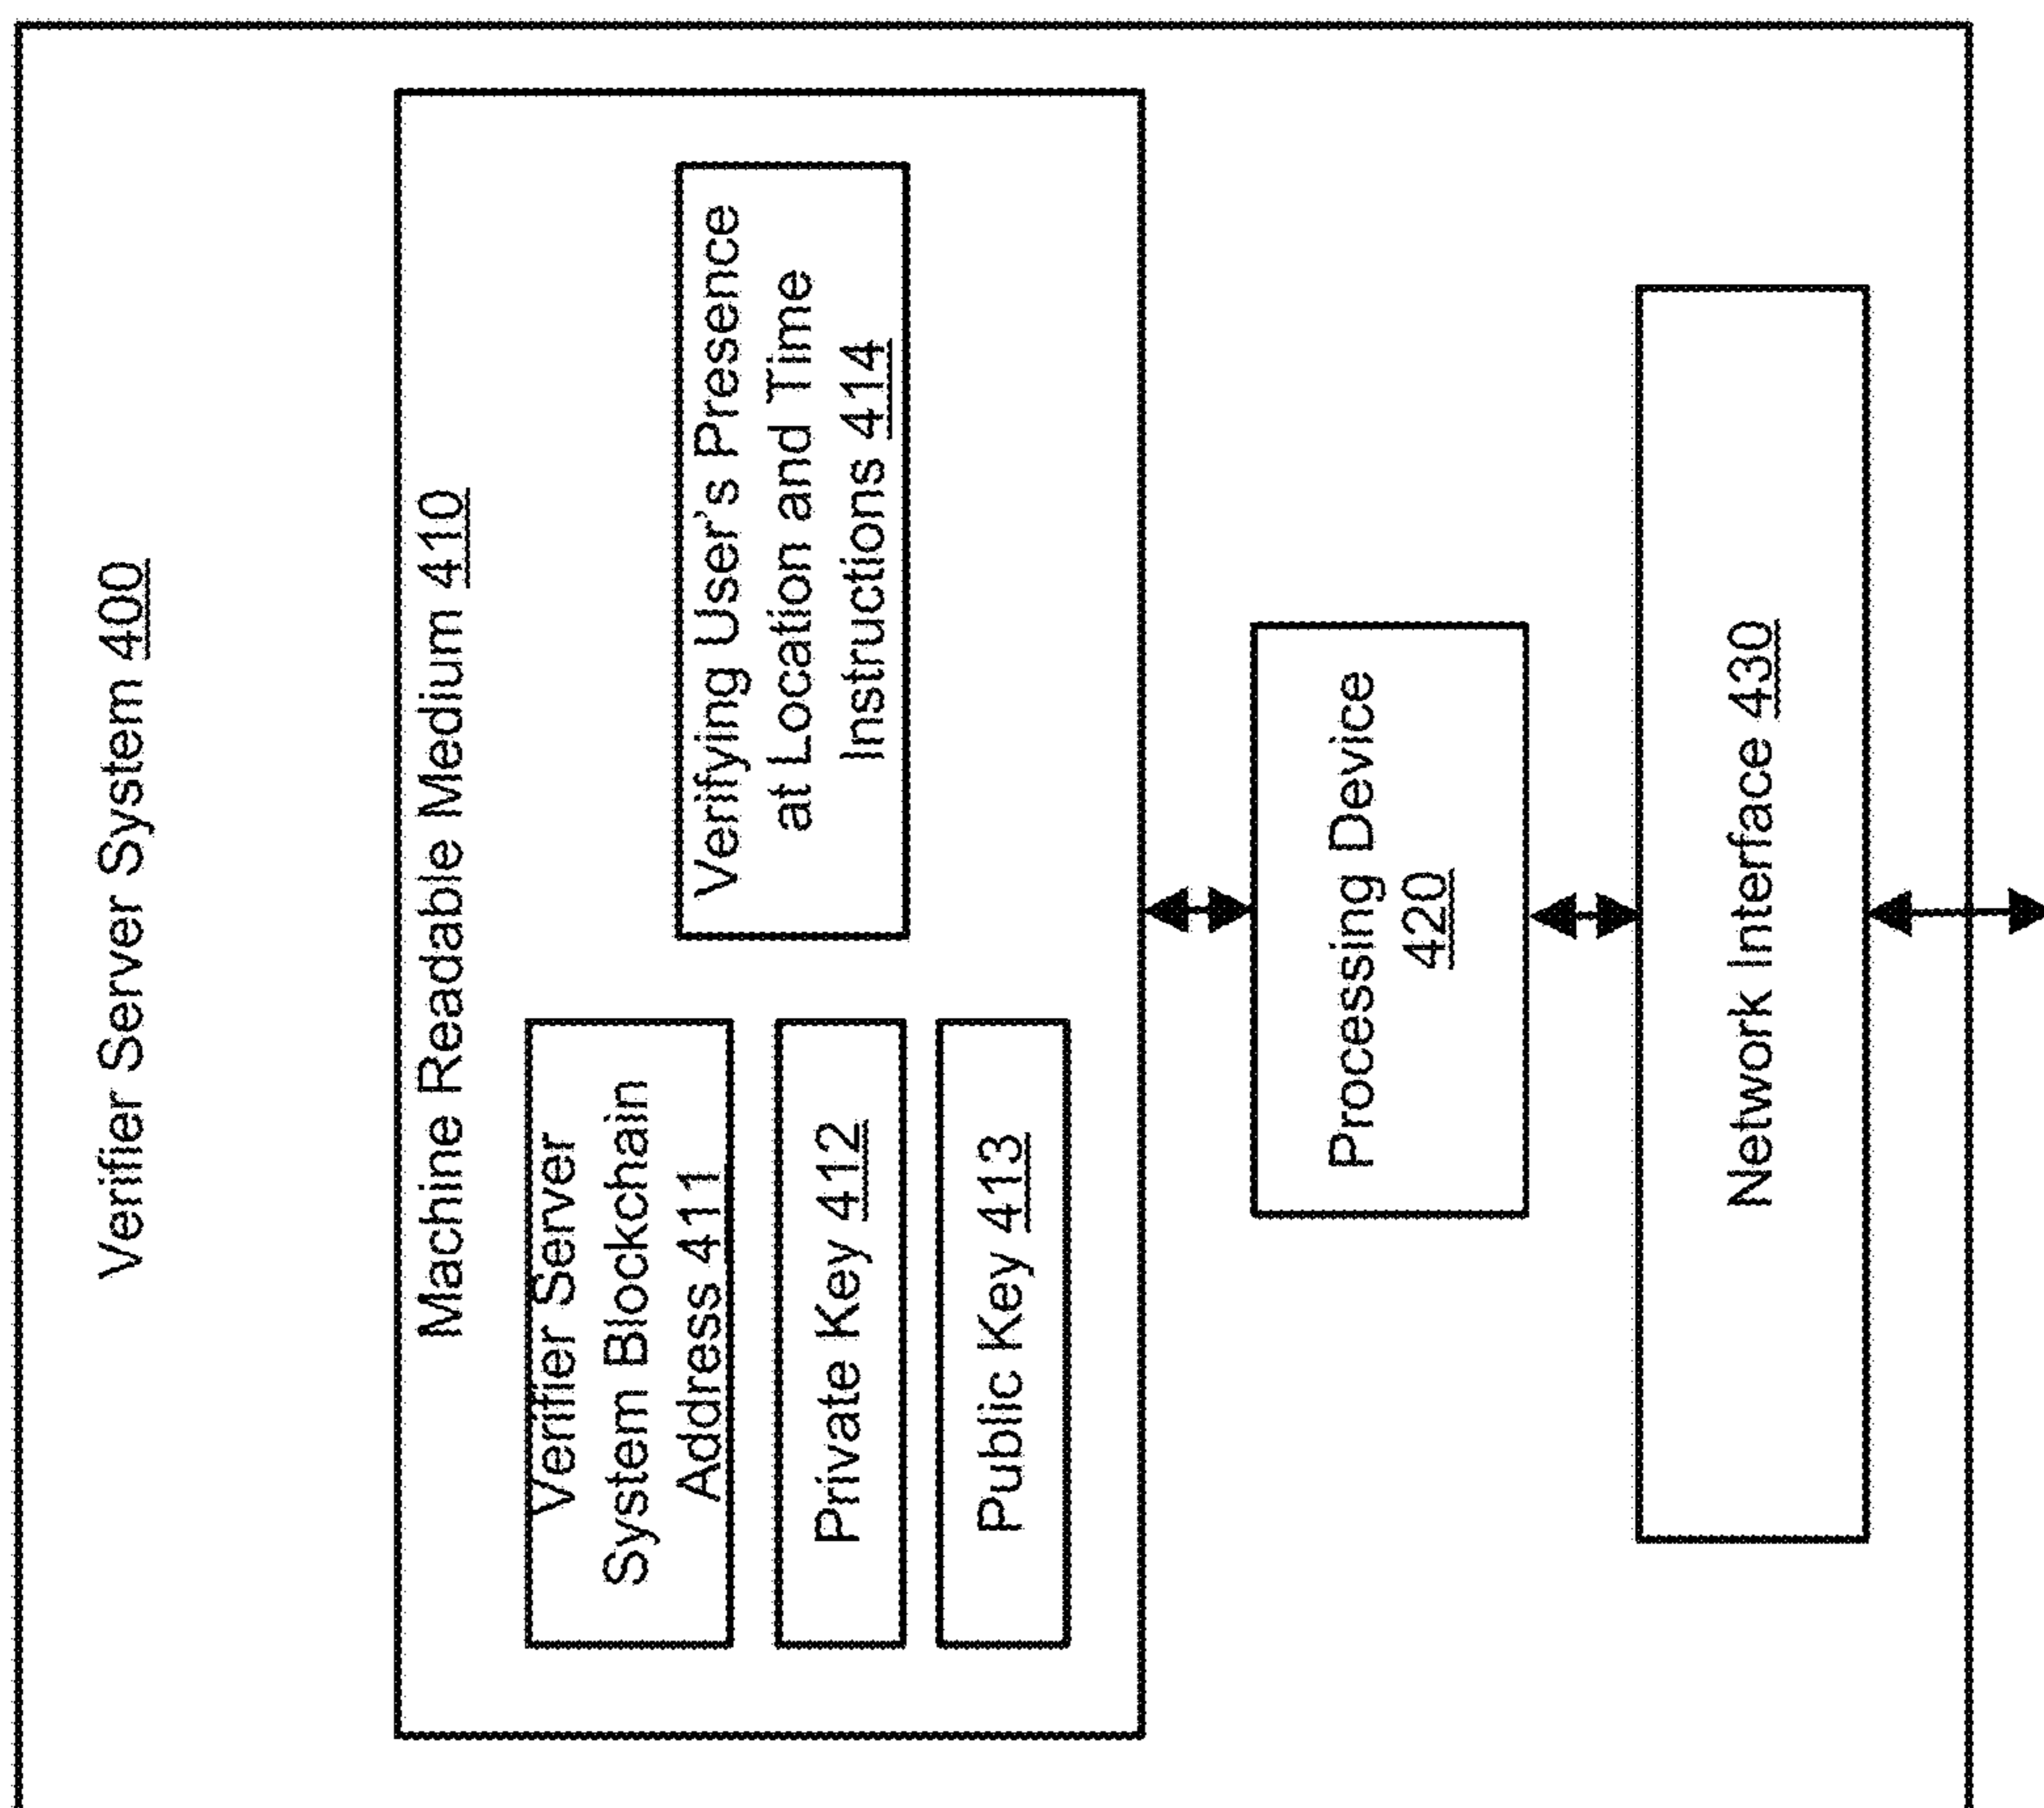 Verifier Server System 400
Machine Readable Medium 410
Verifier Server
System Blockchain
Address 411
Private Key 412
Public Key 413
Verifying User's Presence
at Location and Time
Instructions 414
Processing Device
420
Network Interface 430